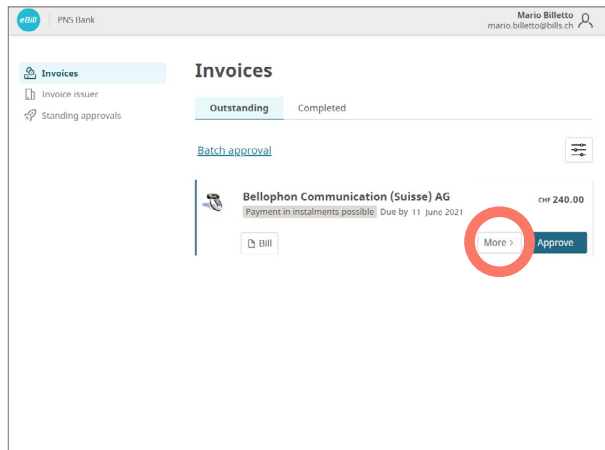 eBill PNS Bank
Mario Billetto
mario.billetto@bills.ch
Invoices
Invoice issuer
Standing approvals
Invoices
Outstanding Completed
Batch approval
Bellophon Communication (Suisse) AG CHF 240.00
Payment in instalments possible Due by 11 June 2021
Bill More > Approve